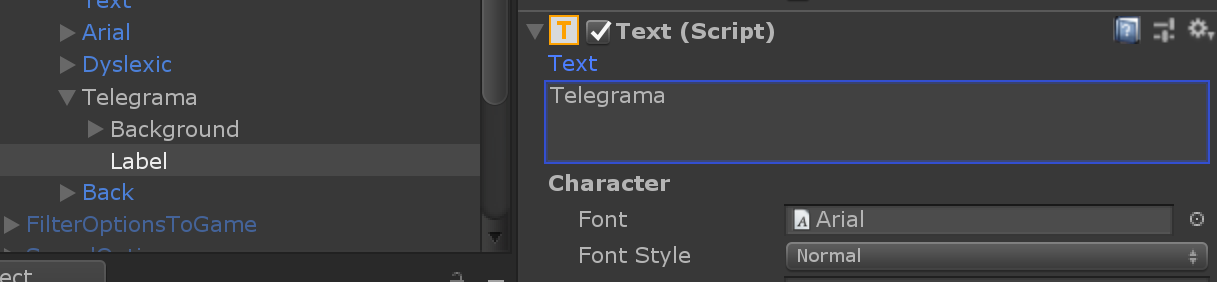 Text
Arial
Dyslexic
Telegrama
Background
Label
Back
FilterOptionsToGame
ect
T Text (Script)
Text
Telegrama
Character
Font Arial
Font Style Normal